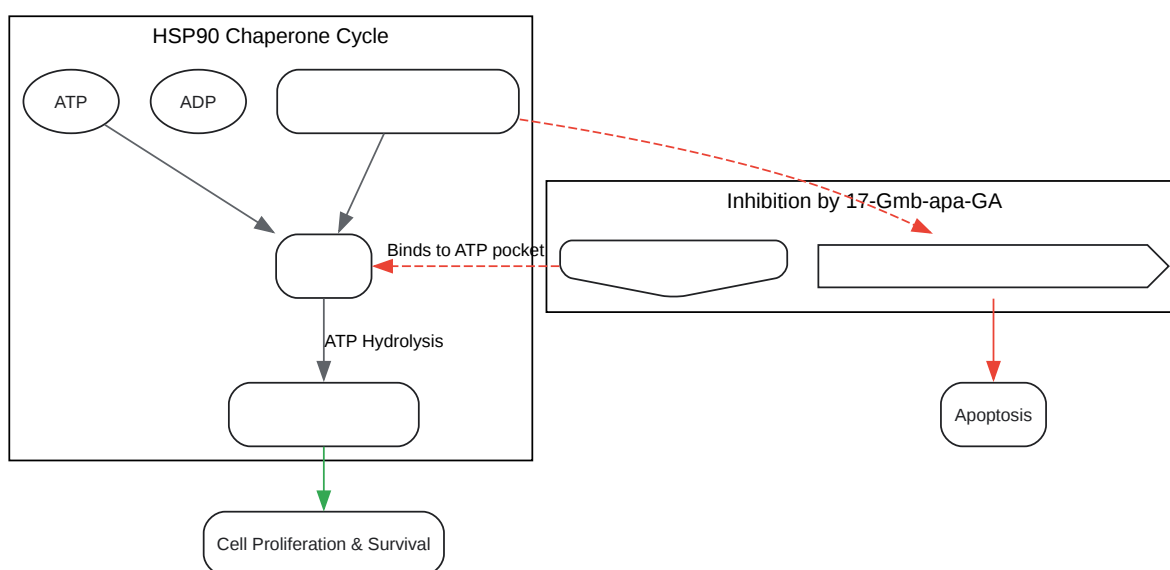 HSP90 Chaperone Cycle
ATP
ADP
Inhibition by 17-Gmb-apa-GA
Binds to ATP pocket
ATP Hydrolysis
Apoptosis
Cell Proliferation & Survival